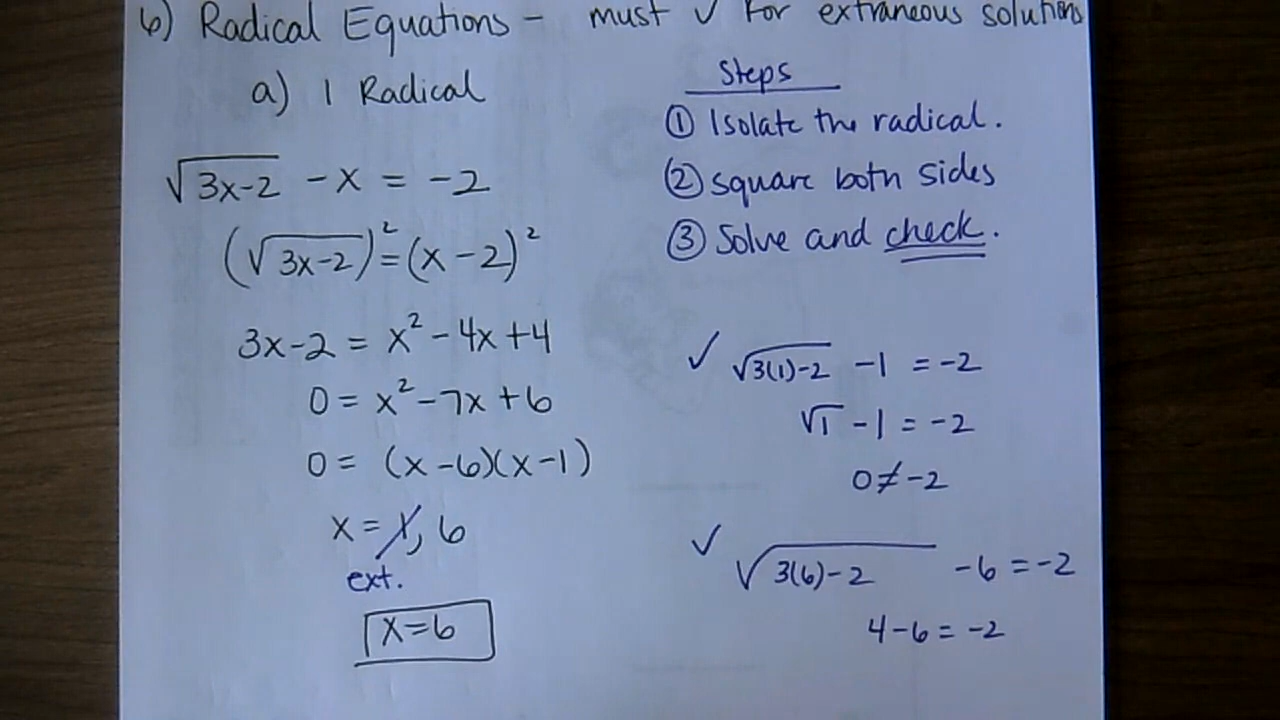 6) Radical Equations - must ✓ for extraneous solutions
a) 1 Radical
√(3x-2) - x = -2
(√(3x-2))² = (x-2)²
3x-2 = x² - 4x + 4
0 = x² - 7x + 6
0 = (x-6)(x-1)
x = 1, 6
ext.
x=6
Steps
① Isolate the radical.
② square both sides
③ Solve and check.
✓ √(3(1)-2) - 1 = -2
√1 - 1 = -2
0 ≠ -2
✓ √(3(6)-2) - 6 = -2
4-6 = -2